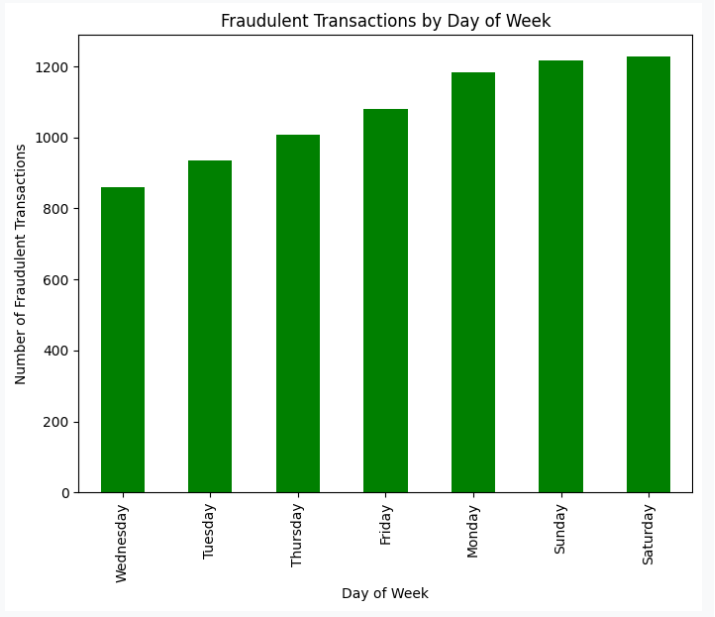 Fraudulent Transactions by Day of Week
Number of Fraudulent Transactions
1200
1000
800
600
400
200
0
Wednesday
Tuesday
Thursday
Friday
Monday
Sunday
Saturday
Day of Week